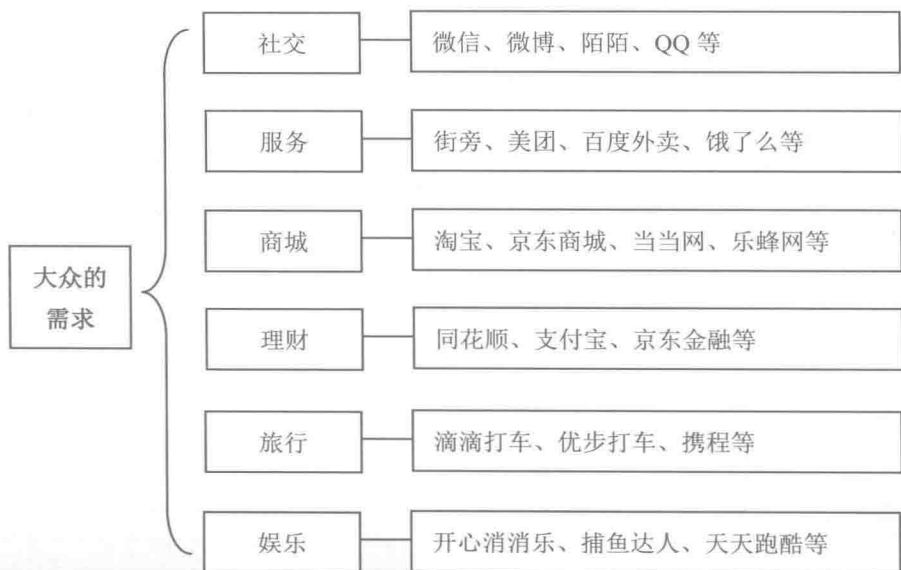 社交
微信、微博、陌陌、QQ 等
服务
街旁、美团、百度外卖、饿了么等
商城
淘宝、京东商城、当当网、乐蜂网等
大众的
需求
理财
同花顺、支付宝、京东金融等
旅行
滴滴打车、优步打车、携程等
娱乐
开心消消乐、捕鱼达人、天天跑酷等